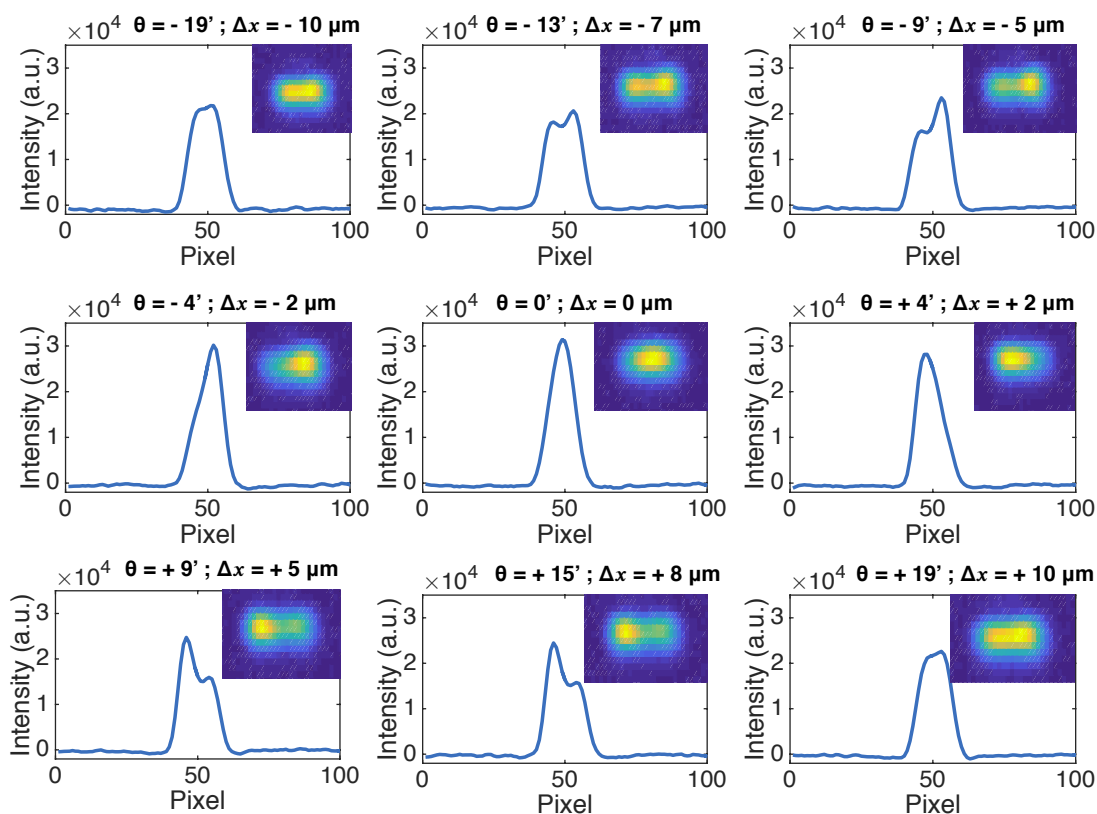 θ = - 19’ ; Δx = - 10 μm
×10⁴
3
2
1
0
Intensity (a.u.)
0 50 100
Pixel
θ = - 13’ ; Δx = - 7 μm
×10⁴
3
2
1
0
Intensity (a.u.)
0 50 100
Pixel
θ = - 9’ ; Δx = - 5 μm
×10⁴
3
2
1
0
Intensity (a.u.)
0 50 100
Pixel
θ = - 4’ ; Δx = - 2 μm
×10⁴
3
2
1
0
Intensity (a.u.)
0 50 100
Pixel
θ = 0’ ; Δx = 0 μm
×10⁴
3
2
1
0
Intensity (a.u.)
0 50 100
Pixel
θ = + 4’ ; Δx = + 2 μm
×10⁴
3
2
1
0
Intensity (a.u.)
0 50 100
Pixel
θ = + 9’ ; Δx = + 5 μm
×10⁴
3
2
1
0
Intensity (a.u.)
0 50 100
Pixel
θ = + 15’ ; Δx = + 8 μm
×10⁴
3
2
1
0
Intensity (a.u.)
0 50 100
Pixel
θ = + 19’ ; Δx = + 10 μm
×10⁴
3
2
1
0
Intensity (a.u.)
0 50 100
Pixel